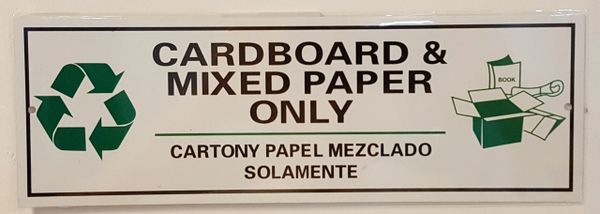 CARDBOARD &
MIXED PAPER
ONLY
BOOK
CARTONY PAPEL MEZCLADO
SOLAMENTE